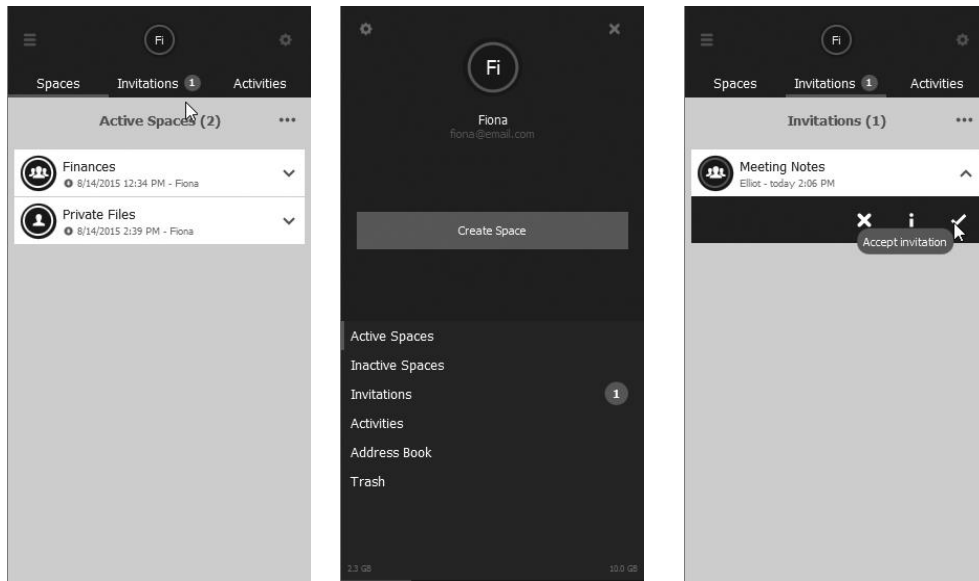 Fi
Spaces Invitations 1 Activities
Active Spaces (2)
Finances
8/14/2015 12:34 PM - Fiona
Private Files
8/14/2015 2:39 PM - Fiona
Fi
Fiona
fiona@email.com
Create Space
Active Spaces
Inactive Spaces
Invitations 1
Activities
Address Book
Trash
2.3 GB 10.0 GB
Fi
Spaces Invitations 1 Activities
Invitations (1)
Meeting Notes
Elliot - today 2:06 PM
Accept invitation